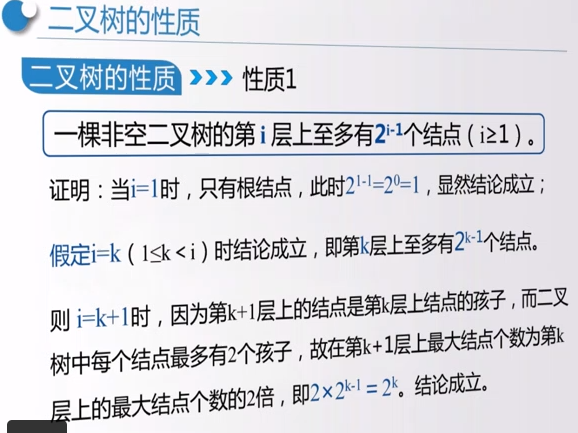 二叉树的性质
二叉树的性质 >>> 性质1
一棵非空二叉树的第 i 层上至多有2^{i-1}个结点（i≥1）。
证明：当i=1时，只有根结点，此时2^{1-1}=2^0=1，显然结论成立；
假定i=k（1≤k＜i）时结论成立，即第k层上至多有2^{k-1}个结点。
则 i=k+1时，因为第k+1层上的结点是第k层上结点的孩子，而二叉
树中每个结点最多有2个孩子，故在第k+1层上最大结点个数为第k
层上的最大结点个数的2倍，即2×2^{k-1} = 2^k。结论成立。